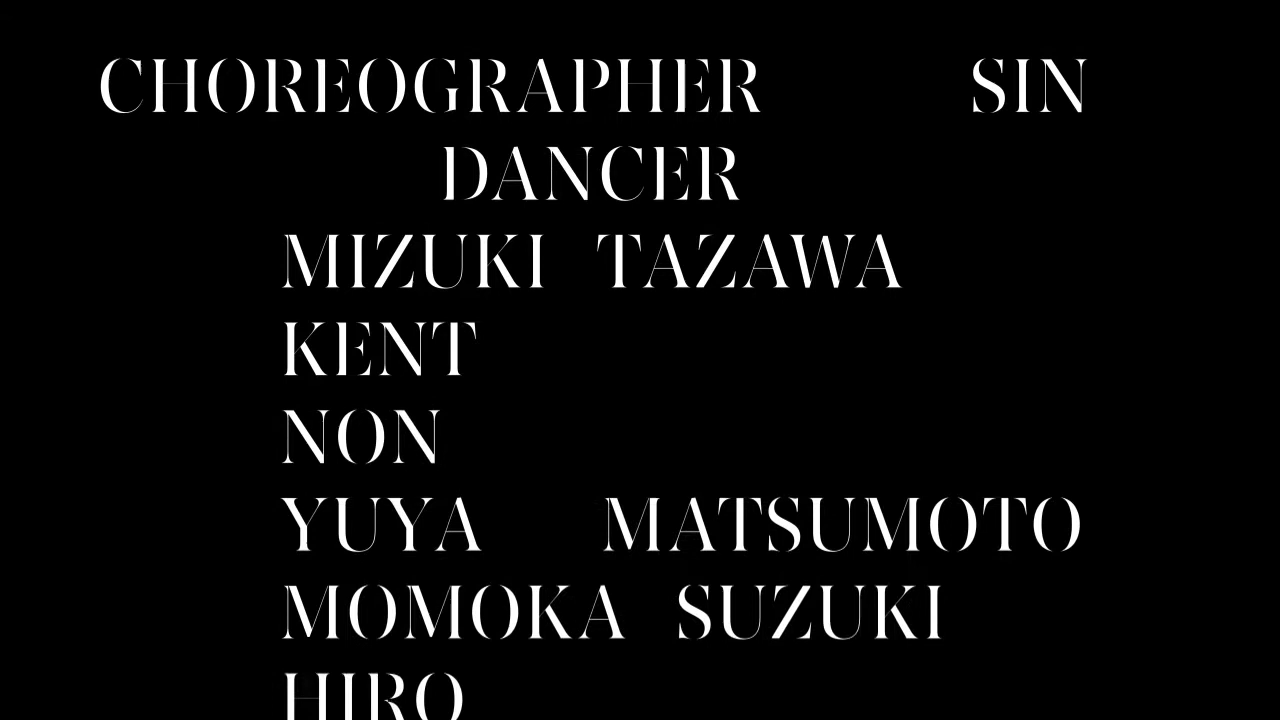 CHOREOGRAPHER SIN
DANCER
MIZUKI TAZAWA
KENT
NON
YUYA MATSUMOTO
MOMOKA SUZUKI
HIRO